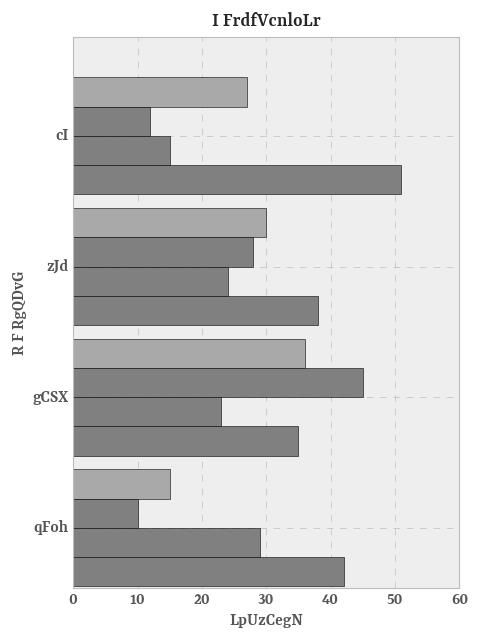 I FrdfVcnloLr
cI
zJd
gCSX
qFoh
R F RgQDvG
0 10 20 30 40 50 60
LpUzCegN